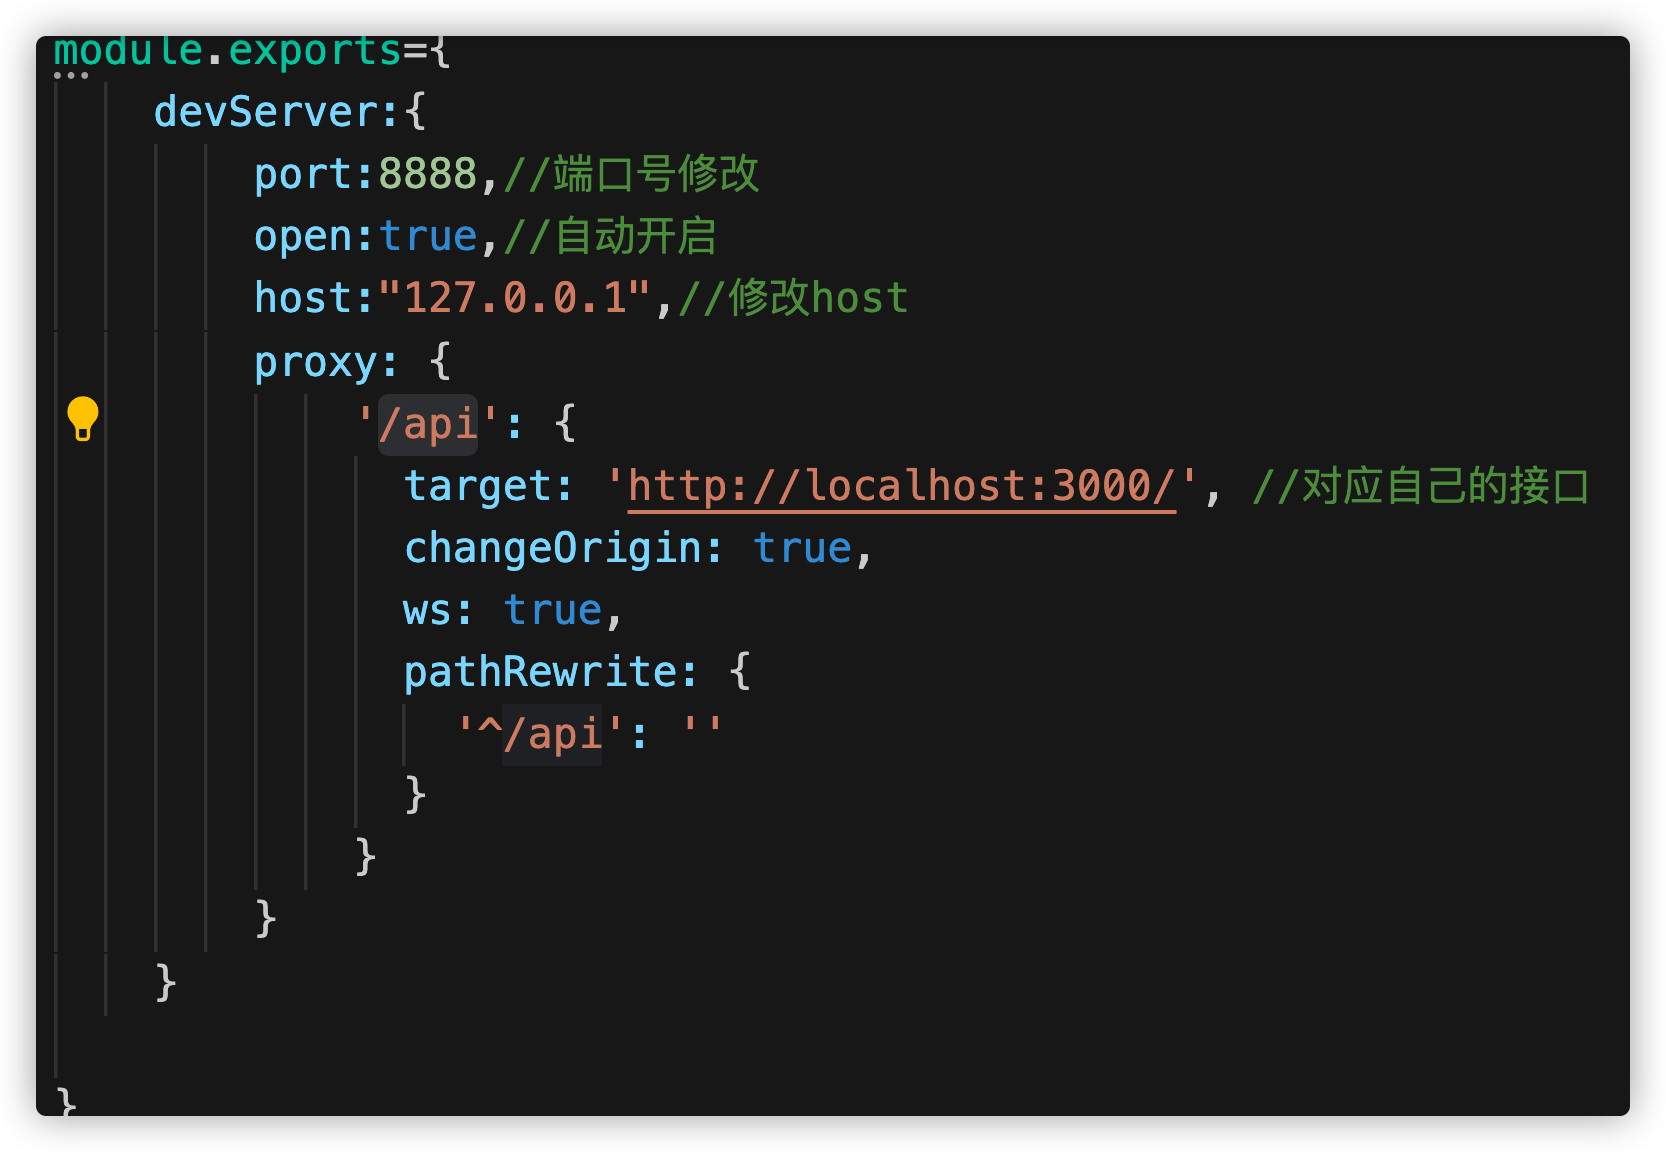 module.exports={
devServer:{
port:8888,//端口号修改
open:true,//自动开启
host:"127.0.0.1",//修改host
proxy: {
'/api': {
target: 'http://localhost:3000/', //对应自己的接口
changeOrigin: true,
ws: true,
pathRewrite: {
'^/api': ''
}
}
}
}
}